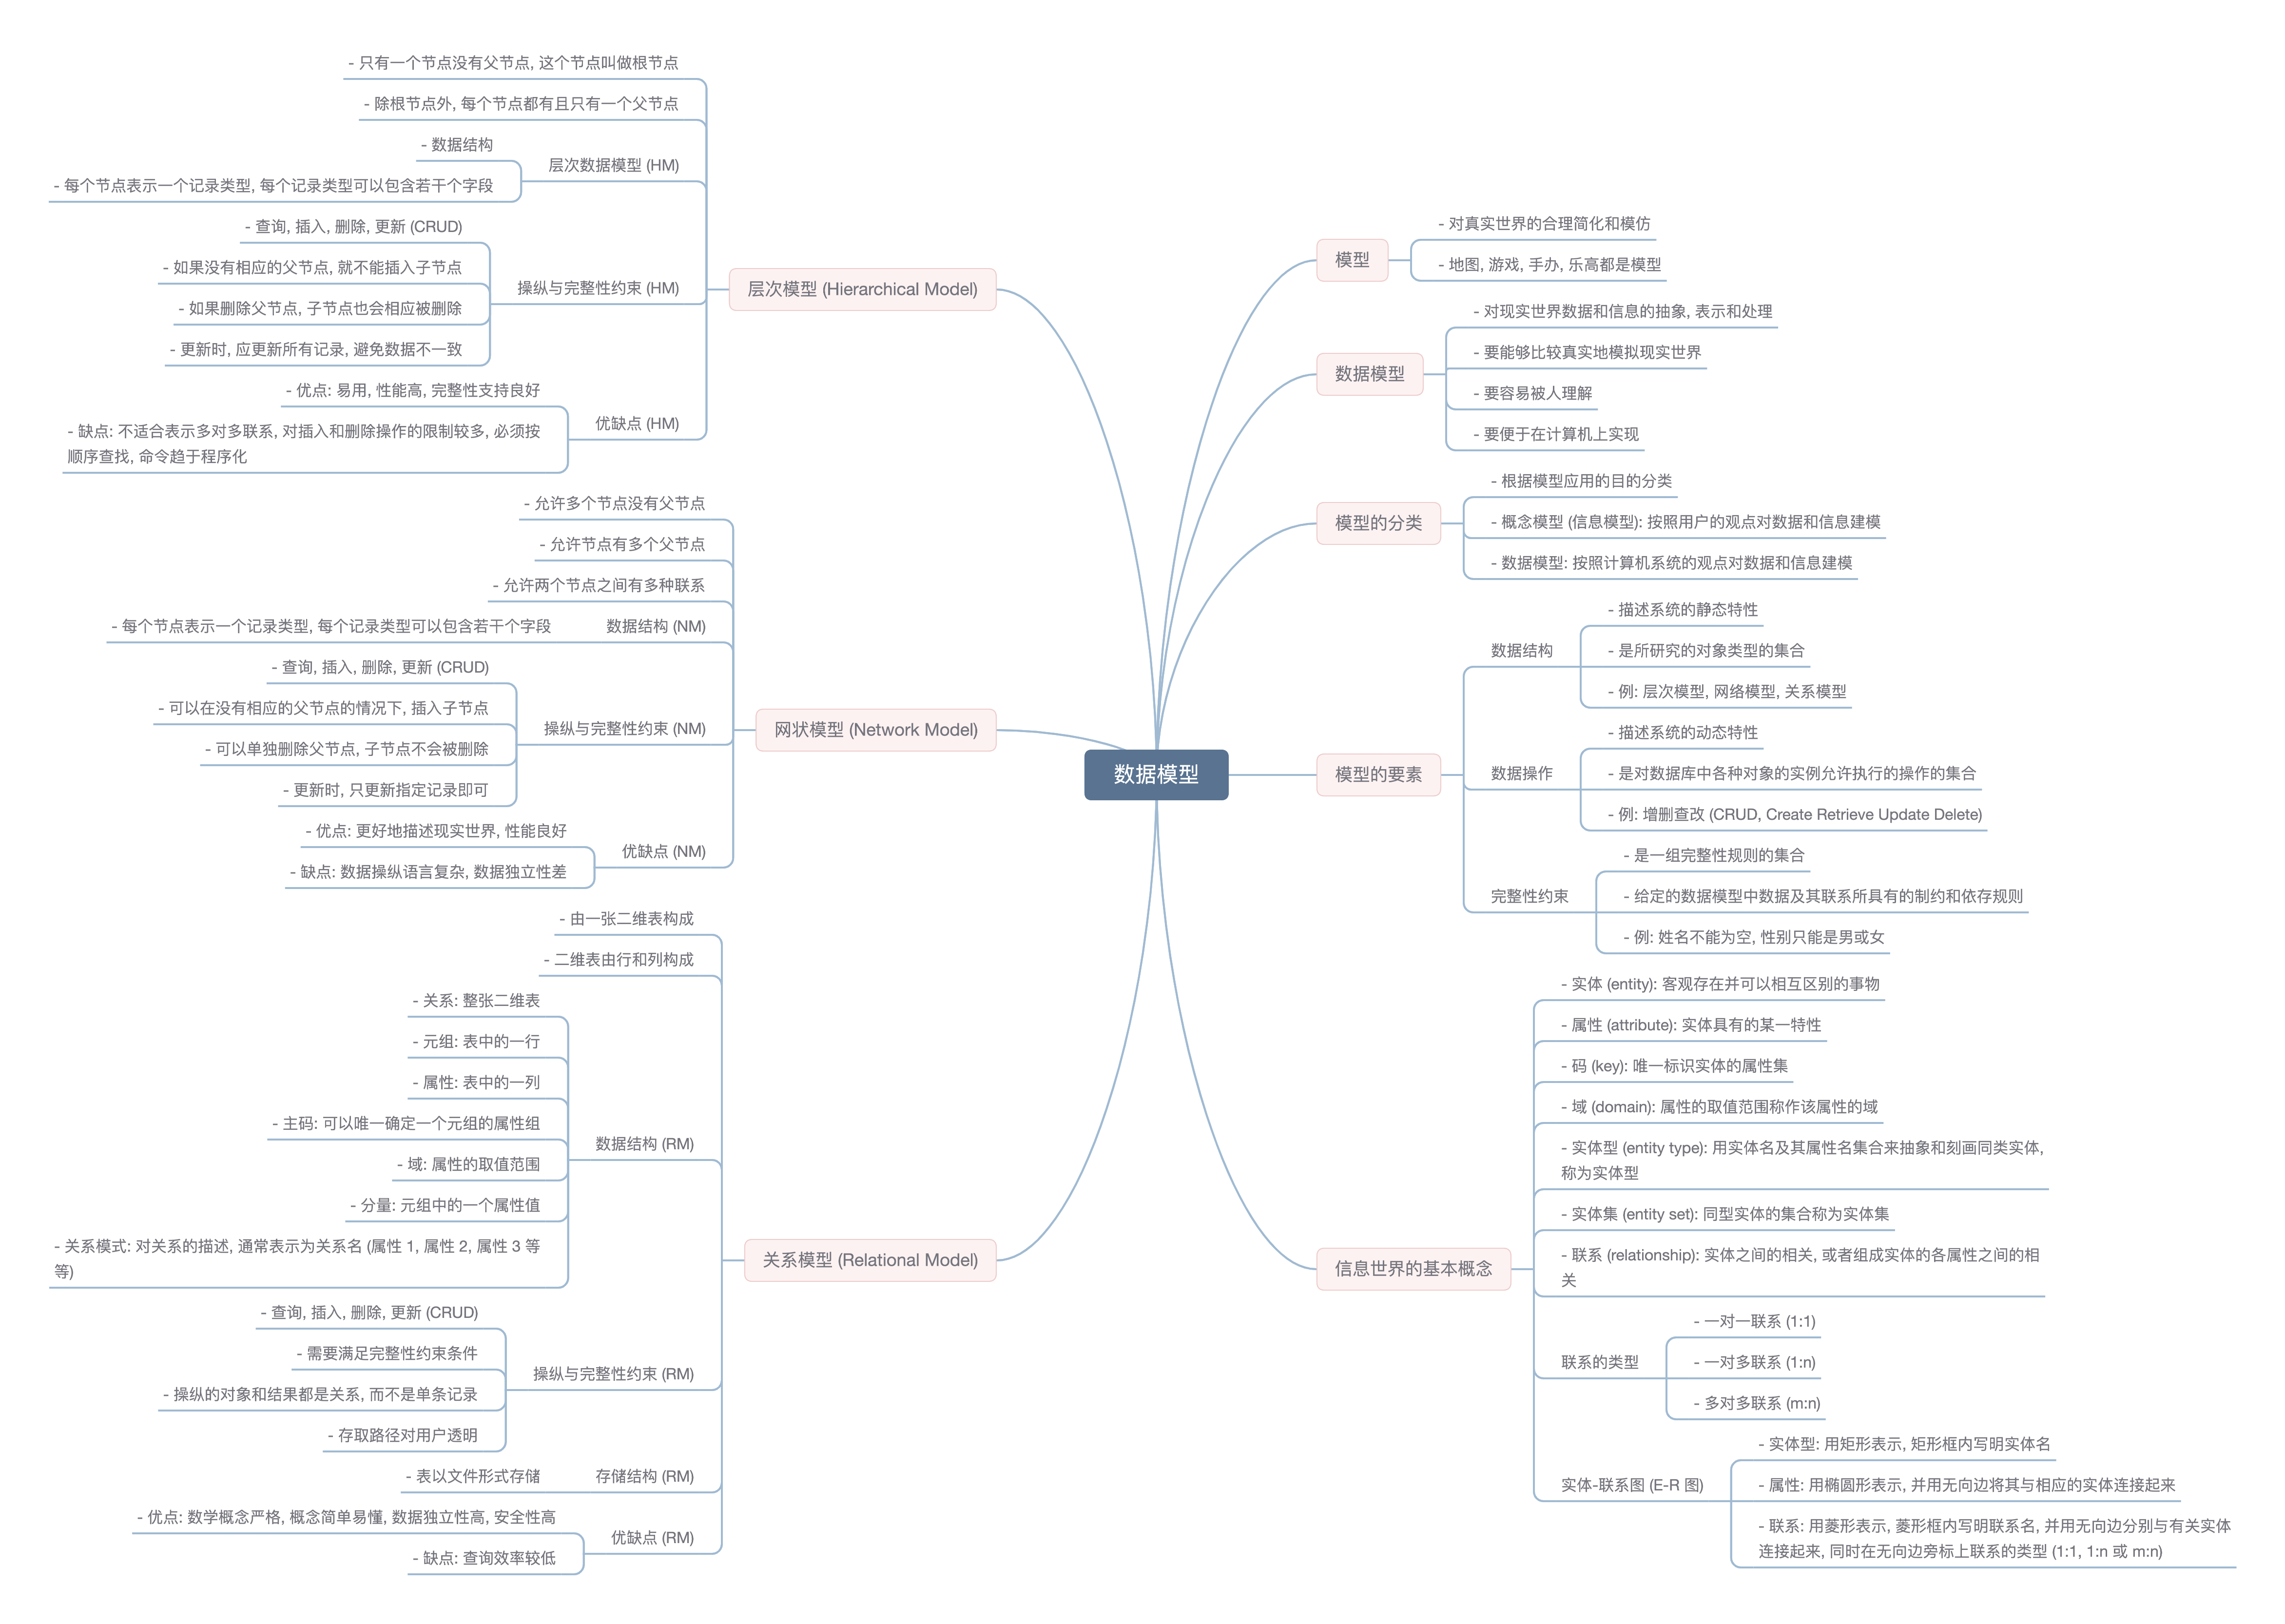 数据模型
模型
- 对真实世界的合理简化和模仿
- 地图, 游戏, 手办, 乐高都是模型
数据模型
- 对现实世界数据和信息的抽象, 表示和处理
- 要能够比较真实地模拟现实世界
- 要容易被人理解
- 要便于在计算机上实现
模型的分类
- 根据模型应用的目的分类
- 概念模型 (信息模型): 按照用户的观点对数据和信息建模
- 数据模型: 按照计算机系统的观点对数据和信息建模
模型的要素
数据结构
- 描述系统的静态特性
- 是所研究的对象类型的集合
- 例: 层次模型, 网络模型, 关系模型
数据操作
- 描述系统的动态特性
- 是对数据库中各种对象的实例允许执行的操作的集合
- 例: 增删查改 (CRUD, Create Retrieve Update Delete)
完整性约束
- 是一组完整性规则的集合
- 给定的数据模型中数据及其联系所具有的制约和依存规则
- 例: 姓名不能为空, 性别只能是男或女
信息世界的基本概念
- 实体 (entity): 客观存在并可以相互区别的事物
- 属性 (attribute): 实体具有的某一特性
- 码 (key): 唯一标识实体的属性集
- 域 (domain): 属性的取值范围称作该属性的域
- 实体型 (entity type): 用实体名及其属性名集合来抽象和刻画同类实体,
称为实体型
- 实体集 (entity set): 同型实体的集合称为实体集
- 联系 (relationship): 实体之间的相关, 或者组成实体的各属性之间的相
关
联系的类型
- 一对一联系 (1:1)
- 一对多联系 (1:n)
- 多对多联系 (m:n)
实体-联系图 (E-R 图)
- 实体型: 用矩形表示, 矩形框内写明实体名
- 属性: 用椭圆形表示, 并用无向边将其与相应的实体连接起来
- 联系: 用菱形表示, 菱形框内写明联系名, 并用无向边分别与有关实体
连接起来, 同时在无向边旁标上联系的类型 (1:1, 1:n 或 m:n)
层次模型 (Hierarchical Model)
- 只有一个节点没有父节点, 这个节点叫做根节点
- 除根节点外, 每个节点都有且只有一个父节点
层次数据模型 (HM)
- 数据结构
- 每个节点表示一个记录类型, 每个记录类型可以包含若干个字段
操纵与完整性约束 (HM)
- 查询, 插入, 删除, 更新 (CRUD)
- 如果没有相应的父节点, 就不能插入子节点
- 如果删除父节点, 子节点也会相应被删除
- 更新时, 应更新所有记录, 避免数据不一致
优缺点 (HM)
- 优点: 易用, 性能高, 完整性支持良好
- 缺点: 不适合表示多对多联系, 对插入和删除操作的限制较多, 必须按
顺序查找, 命令趋于程序化
网状模型 (Network Model)
- 允许多个节点没有父节点
- 允许节点有多个父节点
- 允许两个节点之间有多种联系
数据结构 (NM)
- 每个节点表示一个记录类型, 每个记录类型可以包含若干个字段
操纵与完整性约束 (NM)
- 查询, 插入, 删除, 更新 (CRUD)
- 可以在没有相应的父节点的情况下, 插入子节点
- 可以单独删除父节点, 子节点不会被删除
- 更新时, 只更新指定记录即可
优缺点 (NM)
- 优点: 更好地描述现实世界, 性能良好
- 缺点: 数据操纵语言复杂, 数据独立性差
关系模型 (Relational Model)
- 由一张二维表构成
- 二维表由行和列构成
数据结构 (RM)
- 关系: 整张二维表
- 元组: 表中的一行
- 属性: 表中的一列
- 主码: 可以唯一确定一个元组的属性组
- 域: 属性的取值范围
- 分量: 元组中的一个属性值
- 关系模式: 对关系的描述, 通常表示为关系名 (属性 1, 属性 2, 属性 3 等
等)
操纵与完整性约束 (RM)
- 查询, 插入, 删除, 更新 (CRUD)
- 需要满足完整性约束条件
- 操纵的对象和结果都是关系, 而不是单条记录
- 存取路径对用户透明
存储结构 (RM)
- 表以文件形式存储
优缺点 (RM)
- 优点: 数学概念严格, 概念简单易懂, 数据独立性高, 安全性高
- 缺点: 查询效率较低